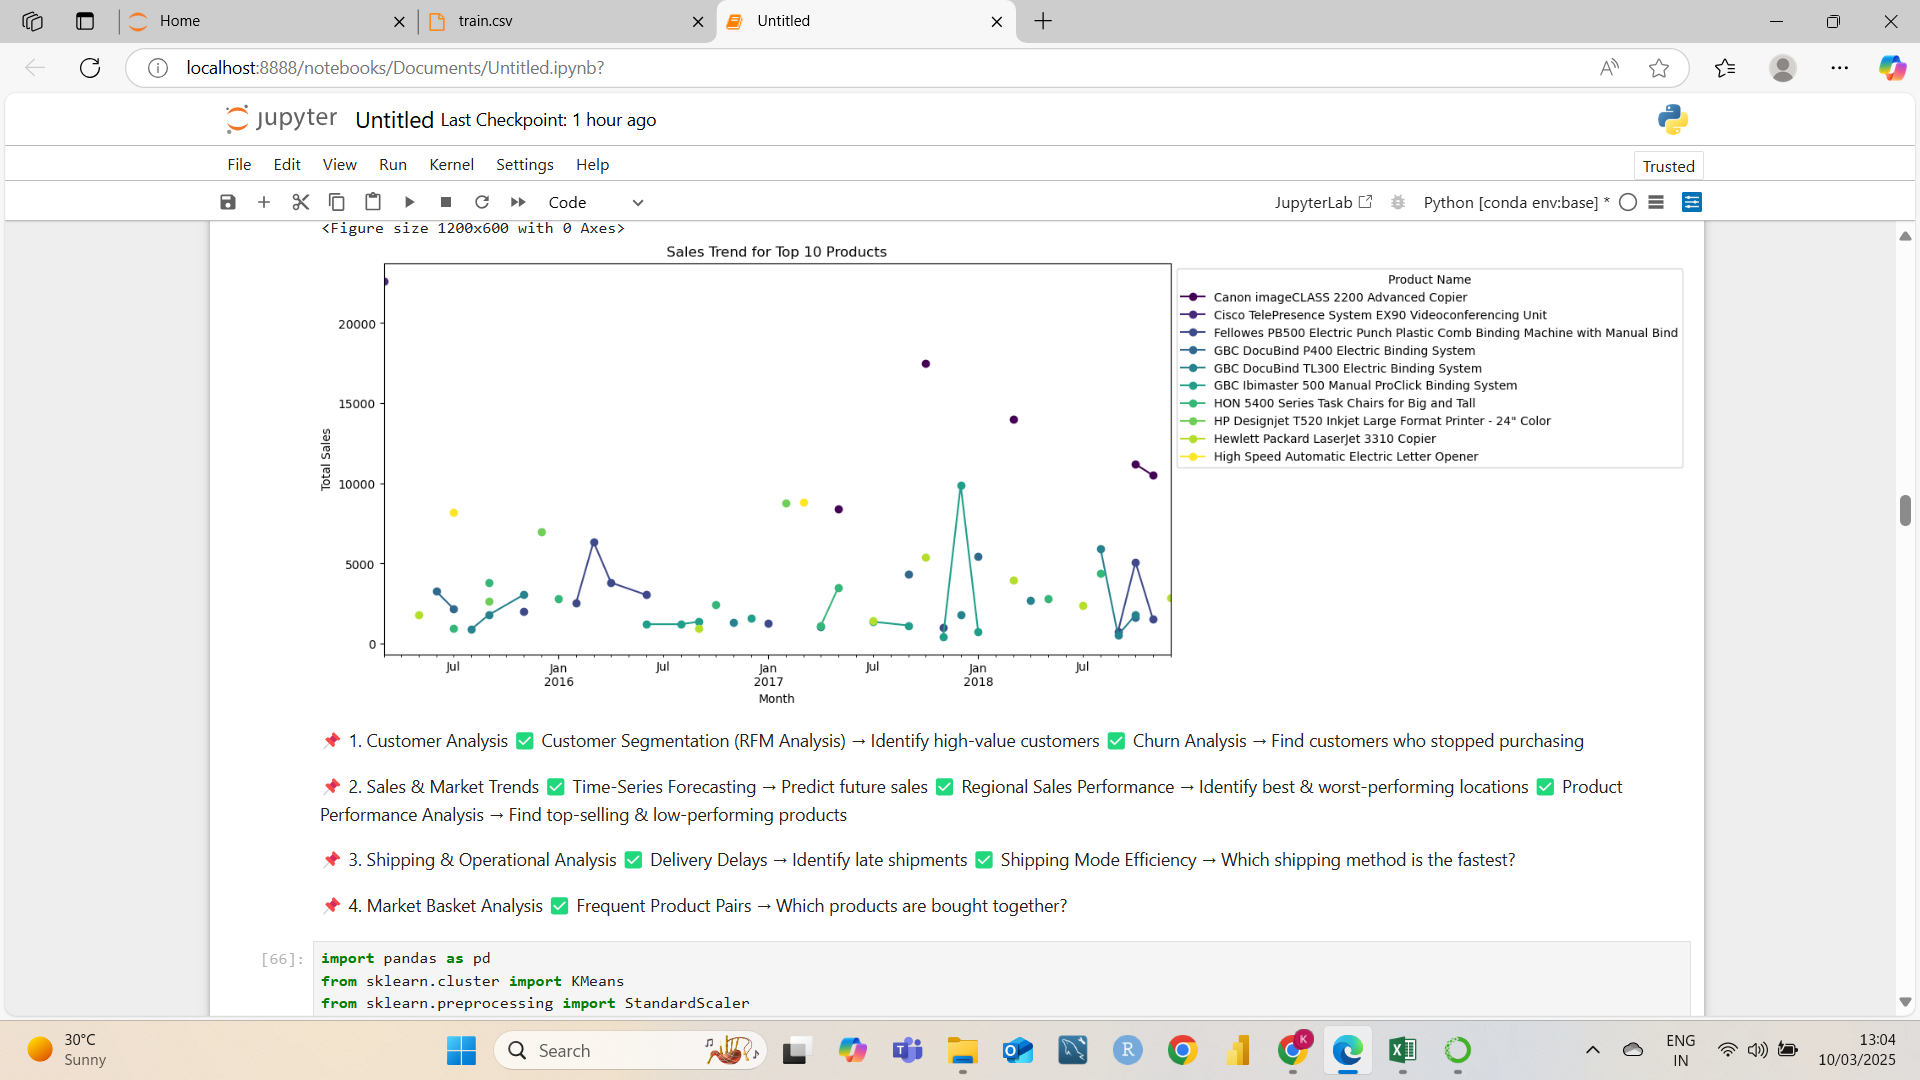 Home
train.csv
Untitled
localhost:8888/notebooks/Documents/Untitled.ipynb?
jupyter Untitled Last Checkpoint: 1 hour ago
File Edit View Run Kernel Settings Help
Trusted
Code
JupyterLab
Python [conda env:base] *
<Figure size 1200x600 with 0 Axes>
Sales Trend for Top 10 Products
Total Sales
20000
15000
10000
5000
0
Jul
Jan
2016
Jul
Jan
2017
Jul
Jan
2018
Jul
Month
Product Name
Canon imageCLASS 2200 Advanced Copier
Cisco TelePresence System EX90 Videoconferencing Unit
Fellowes PB500 Electric Punch Plastic Comb Binding Machine with Manual Bind
GBC DocuBind P400 Electric Binding System
GBC DocuBind TL300 Electric Binding System
GBC Ibimaster 500 Manual ProClick Binding System
HON 5400 Series Task Chairs for Big and Tall
HP Designjet T520 Inkjet Large Format Printer - 24" Color
Hewlett Packard LaserJet 3310 Copier
High Speed Automatic Electric Letter Opener
📌 1. Customer Analysis ✅ Customer Segmentation (RFM Analysis) → Identify high-value customers ✅ Churn Analysis → Find customers who stopped purchasing
📌 2. Sales & Market Trends ✅ Time-Series Forecasting → Predict future sales ✅ Regional Sales Performance → Identify best & worst-performing locations ✅ Product
Performance Analysis → Find top-selling & low-performing products
📌 3. Shipping & Operational Analysis ✅ Delivery Delays → Identify late shipments ✅ Shipping Mode Efficiency → Which shipping method is the fastest?
📌 4. Market Basket Analysis ✅ Frequent Product Pairs → Which products are bought together?
[66]:
import pandas as pd
from sklearn.cluster import KMeans
from sklearn.preprocessing import StandardScaler
30°C
Sunny
Search
R
K
ENG
IN
13:04
10/03/2025